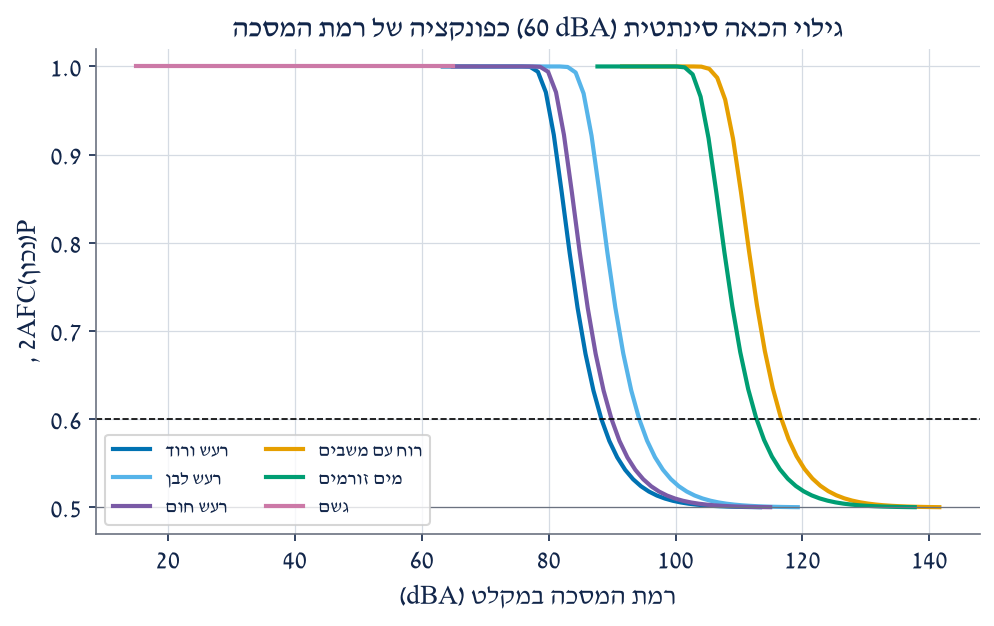 גילוי הכאה סינתטית (60 dBA) כפונקציה של רמת המסכה
P(נכון), 2AFC
1.0
0.9
0.8
0.7
0.6
0.5
רעש ורוד
רעש לבן
רעש חום
רוח עם משבים
מים זורמים
גשם
20 40 60 80 100 120 140
רמת המסכה במקלט (dBA)